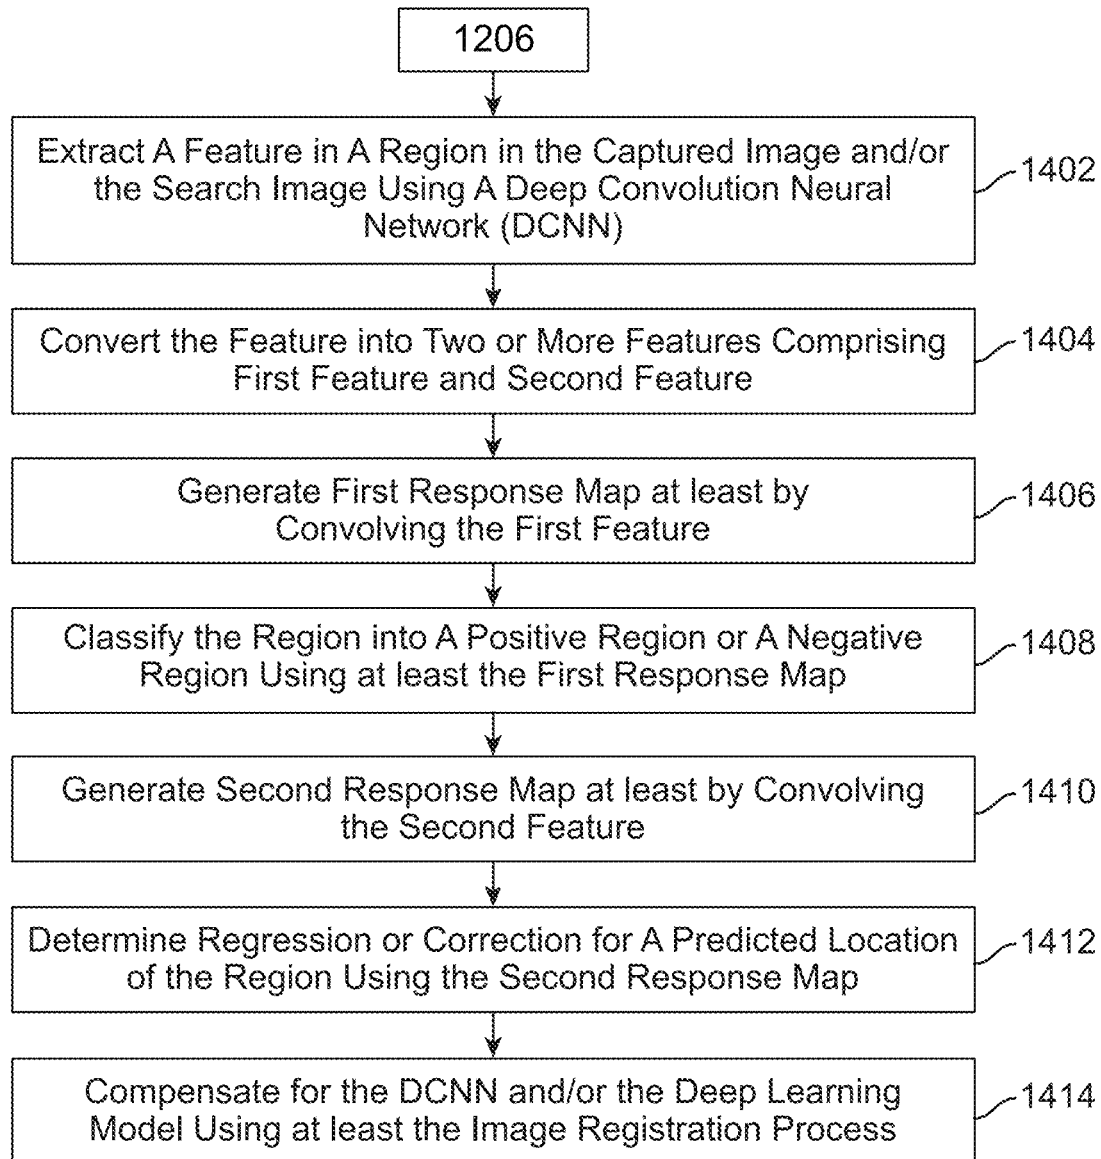 1206
Extract A Feature in A Region in the Captured Image and/or
the Search Image Using A Deep Convolution Neural
Network (DCNN)
1402
Convert the Feature into Two or More Features Comprising
First Feature and Second Feature
1404
Generate First Response Map at least by
Convolving the First Feature
1406
Classify the Region into A Positive Region or A Negative
Region Using at least the First Response Map
1408
Generate Second Response Map at least by Convolving
the Second Feature
1410
Determine Regression or Correction for A Predicted Location
of the Region Using the Second Response Map
1412
Compensate for the DCNN and/or the Deep Learning
Model Using at least the Image Registration Process
1414